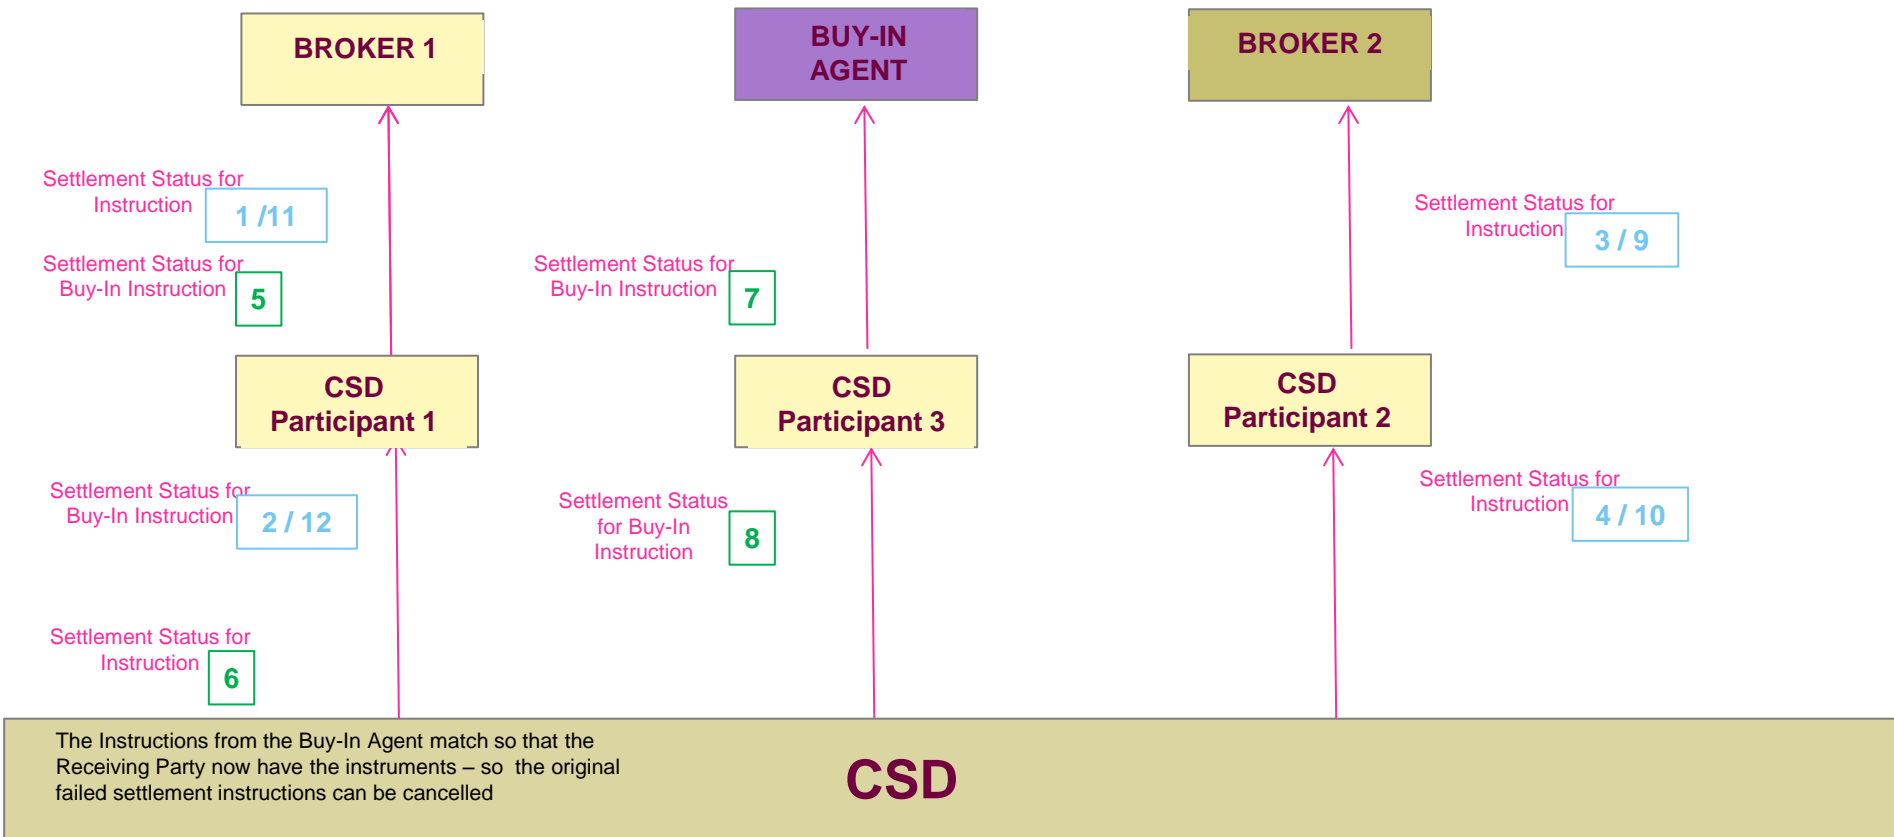 BROKER 1
BUY-IN
AGENT
BROKER 2
Settlement Status for
Instruction
1 /11
Settlement Status for
Buy-In Instruction
5
Settlement Status for
Buy-In Instruction
7
Settlement Status for
Instruction
3 / 9
CSD
Participant 1
CSD
Participant 3
CSD
Participant 2
Settlement Status for
Buy-In Instruction
2 / 12
Settlement Status
for Buy-In
Instruction
8
Settlement Status for
Instruction
4 / 10
Settlement Status for
Instruction
6
The Instructions from the Buy-In Agent match so that the
Receiving Party now have the instruments – so  the original
failed settlement instructions can be cancelled
CSD